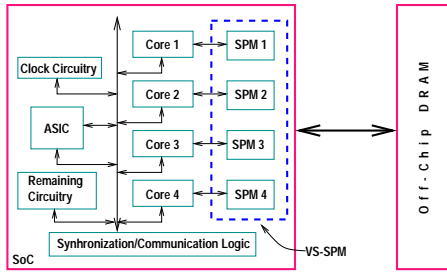 Core 1
SPM 1
Clock Circuitry
Core 2
SPM 2
ASIC
Core 3
SPM 3
Remaining
Circuitry
Core 4
SPM 4
Synhronization/Communication Logic
SoC
VS-SPM
Off-Chip DRAM